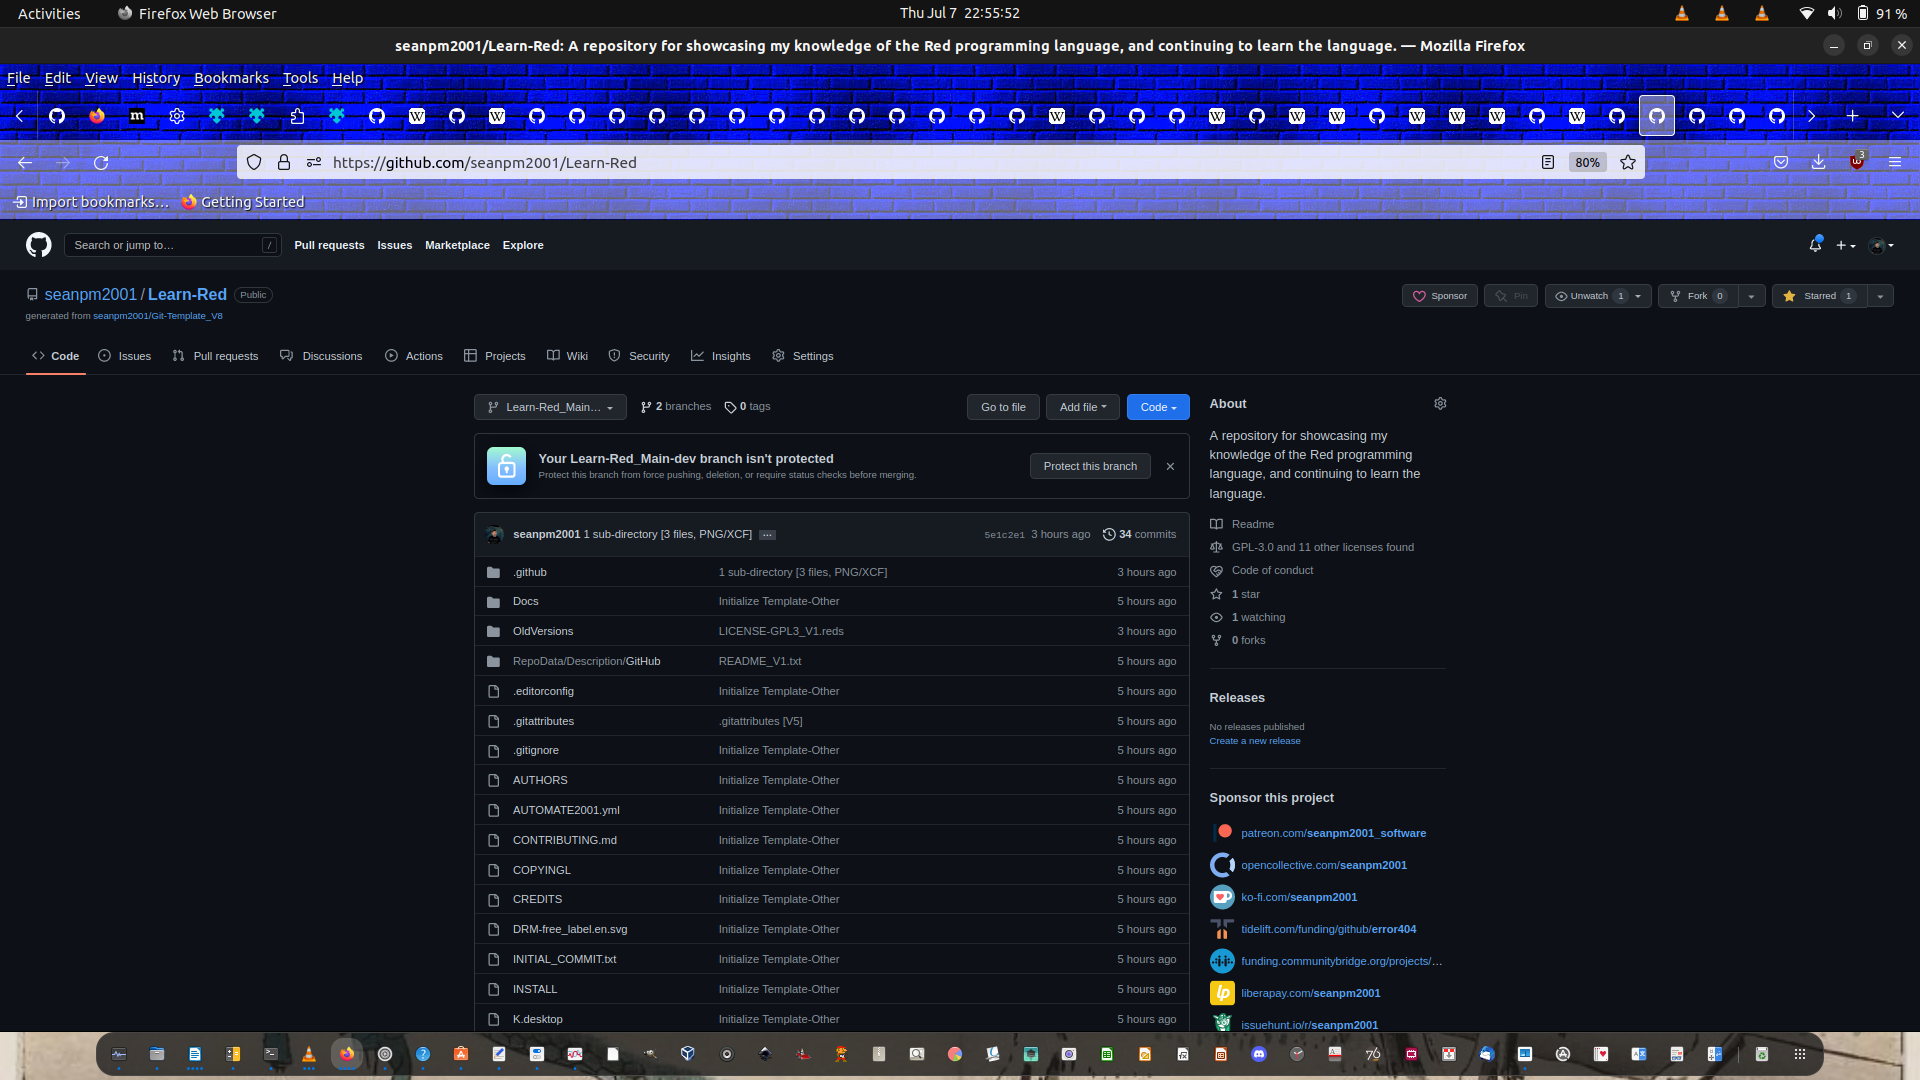 Activities
Firefox Web Browser
Thu Jul 7 22:55:52
91 %
seanpm2001/Learn-Red: A repository for showcasing my knowledge of the Red programming language, and continuing to learn the language. — Mozilla Firefox
File Edit View History Bookmarks Tools Help
https://github.com/seanpm2001/Learn-Red
80%
3
Import bookmarks…
Getting Started
Search or jump to…
/
Pull requests Issues Marketplace Explore
seanpm2001 / Learn-Red
Public
Sponsor
Pin
Unwatch 1
Fork 0
Starred 1
generated from seanpm2001/Git-Template_V8
Code
Issues
Pull requests
Discussions
Actions
Projects
Wiki
Security
Insights
Settings
Learn-Red_Main…
2 branches
0 tags
Go to file
Add file
Code
Your Learn-Red_Main-dev branch isn't protected
Protect this branch from force pushing, deletion, or require status checks before merging.
Protect this branch
seanpm2001 1 sub-directory [3 files, PNG/XCF] …
5e1c2e1 3 hours ago
34 commits
.github 1 sub-directory [3 files, PNG/XCF] 3 hours ago
Docs Initialize Template-Other 5 hours ago
OldVersions LICENSE-GPL3_V1.reds 3 hours ago
RepoData/Description/GitHub README_V1.txt 5 hours ago
.editorconfig Initialize Template-Other 5 hours ago
.gitattributes .gitattributes [V5] 5 hours ago
.gitignore Initialize Template-Other 5 hours ago
AUTHORS Initialize Template-Other 5 hours ago
AUTOMATE2001.yml Initialize Template-Other 5 hours ago
CONTRIBUTING.md Initialize Template-Other 5 hours ago
COPYINGL Initialize Template-Other 5 hours ago
CREDITS Initialize Template-Other 5 hours ago
DRM-free_label.en.svg Initialize Template-Other 5 hours ago
INITIAL_COMMIT.txt Initialize Template-Other 5 hours ago
INSTALL Initialize Template-Other 5 hours ago
K.desktop Initialize Template-Other 5 hours ago
About
A repository for showcasing my
knowledge of the Red programming
language, and continuing to learn the
language.
Readme
GPL-3.0 and 11 other licenses found
Code of conduct
1 star
1 watching
0 forks
Releases
No releases published
Create a new release
Sponsor this project
patreon.com/seanpm2001_software
opencollective.com/seanpm2001
ko-fi.com/seanpm2001
tidelift.com/funding/github/error404
funding.communitybridge.org/projects/…
liberapay.com/seanpm2001
issuehunt.io/r/seanpm2001